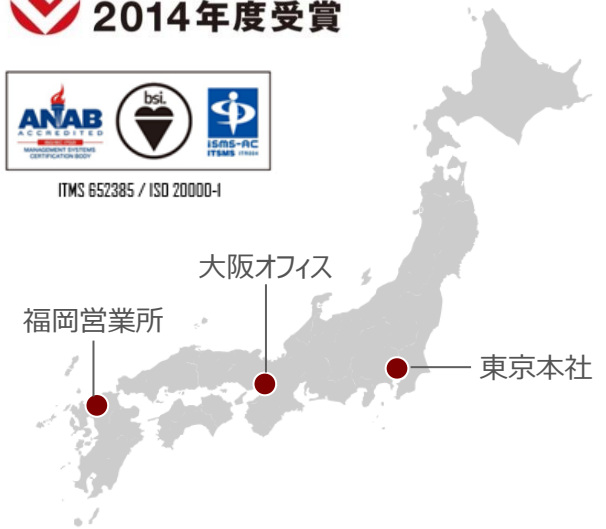 2014年度受賞
ANAB
ACCREDITED
MANAGEMENT SYSTEMS
CERTIFICATION BODY
bsi.
ISMS-AC
ITSMS
ITMS 652385 / ISO 20000-1
大阪オフィス
福岡営業所
東京本社